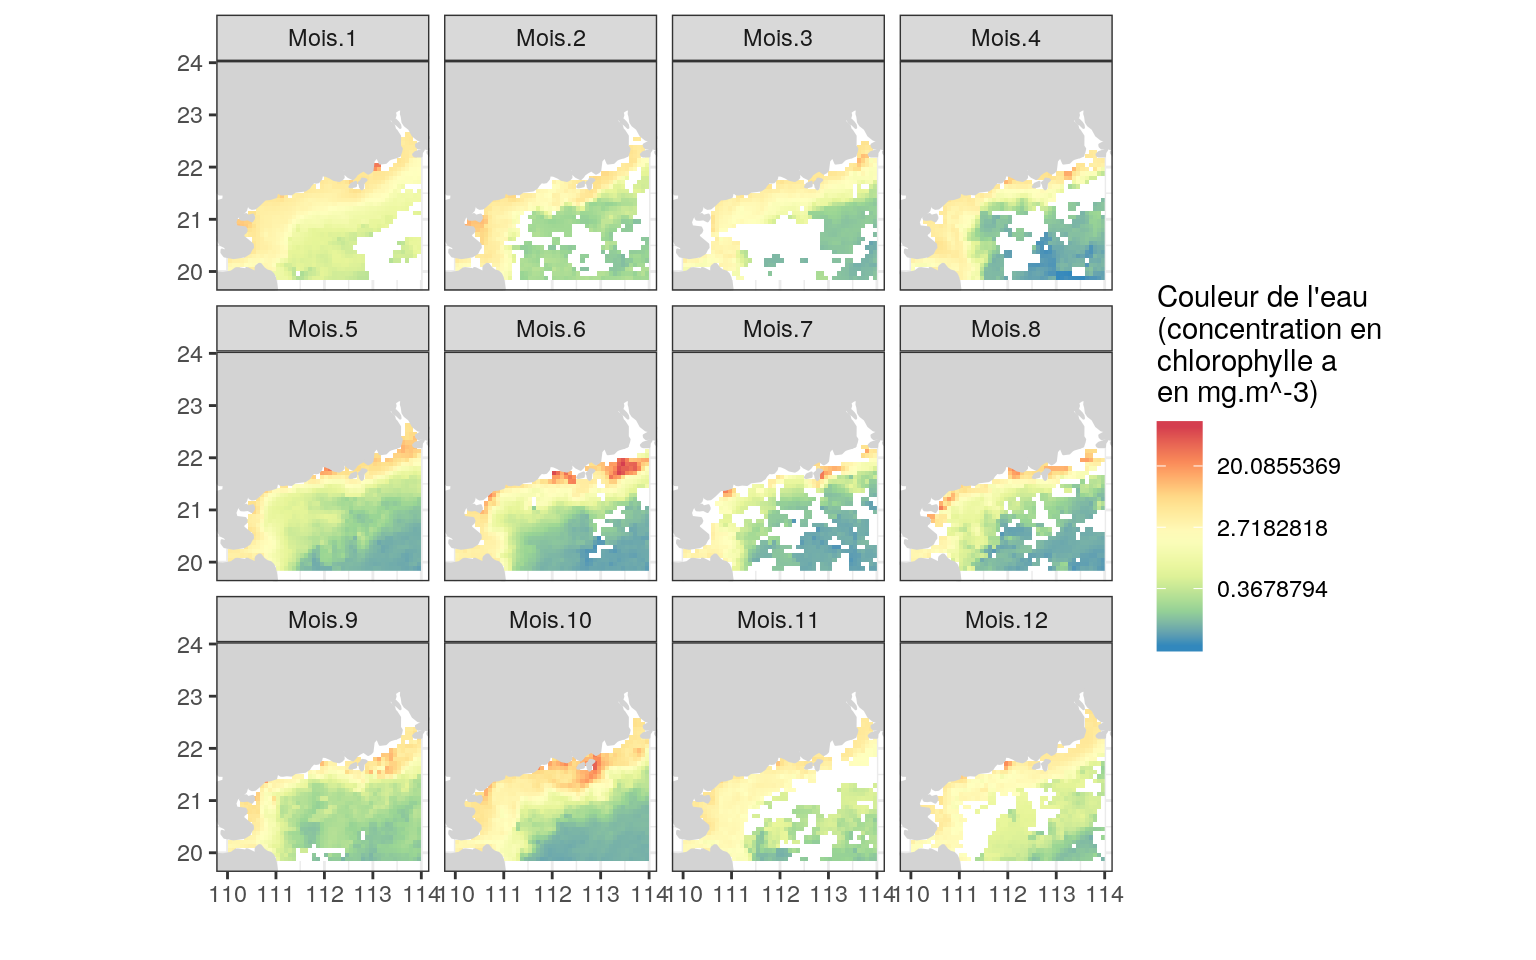 Mois.1 Mois.2 Mois.3 Mois.4
24
23
22
21
20
Mois.5 Mois.6 Mois.7 Mois.8
24
23
22
21
20
Mois.9 Mois.10 Mois.11 Mois.12
24
23
22
21
20
110 111 112 113 114 110 111 112 113 114 110 111 112 113 114 110 111 112 113 114
Couleur de l'eau
(concentration en
chlorophylle a
en mg.m^-3)
20.0855369
2.7182818
0.3678794